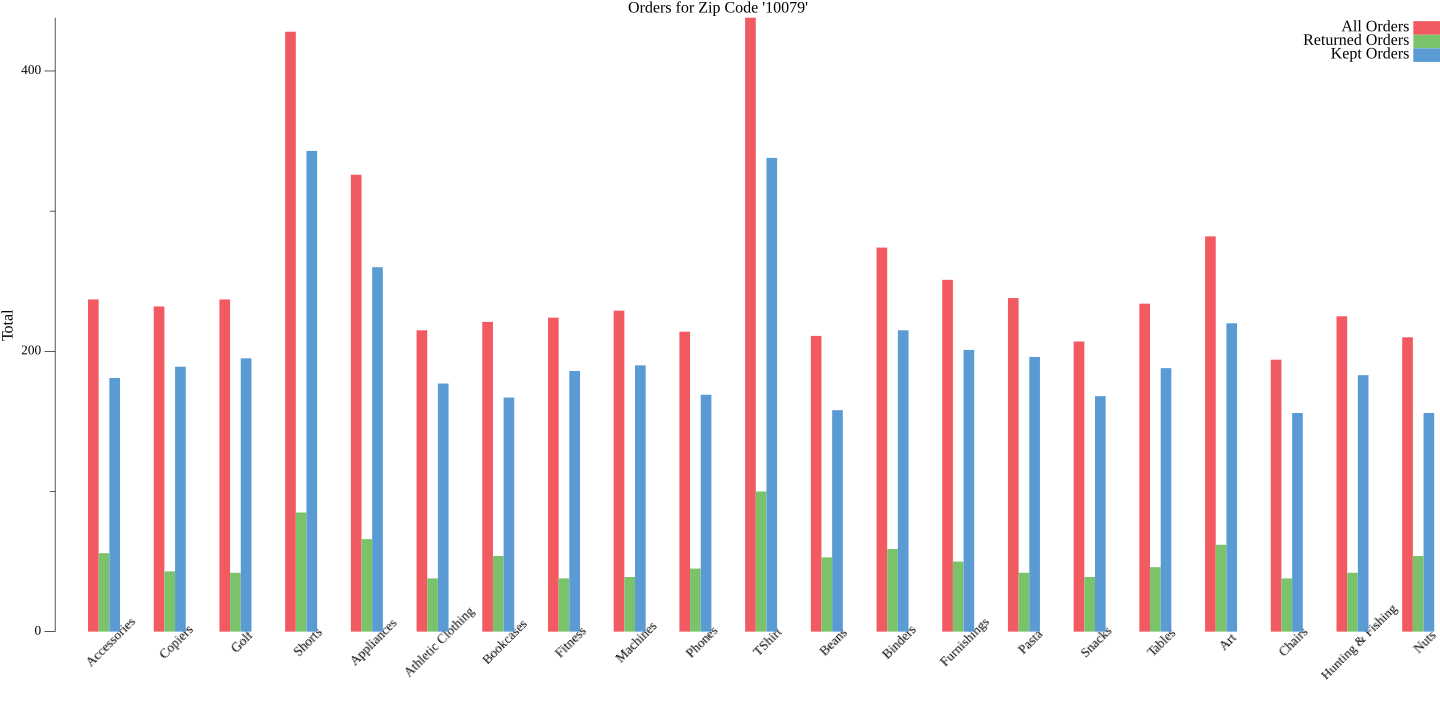 Orders for Zip Code '10079'
All Orders
Returned Orders
Kept Orders
400
200
0
Total
Accessories
Copiers
Golf
Shorts
Appliances
Athletic Clothing
Bookcases
Fitness
Machines
Phones
TShirt
Beans
Binders
Furnishings
Pasta
Snacks
Tables
Art
Chairs
Hunting & Fishing
Nuts